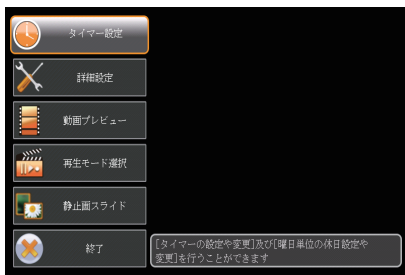 タイマー設定
詳細設定
動画プレビュー
再生モード選択
静止画スライド
終了
[タイマーの設定や変更]及び[曜日単位の休日設定や
変更]を行うことができます